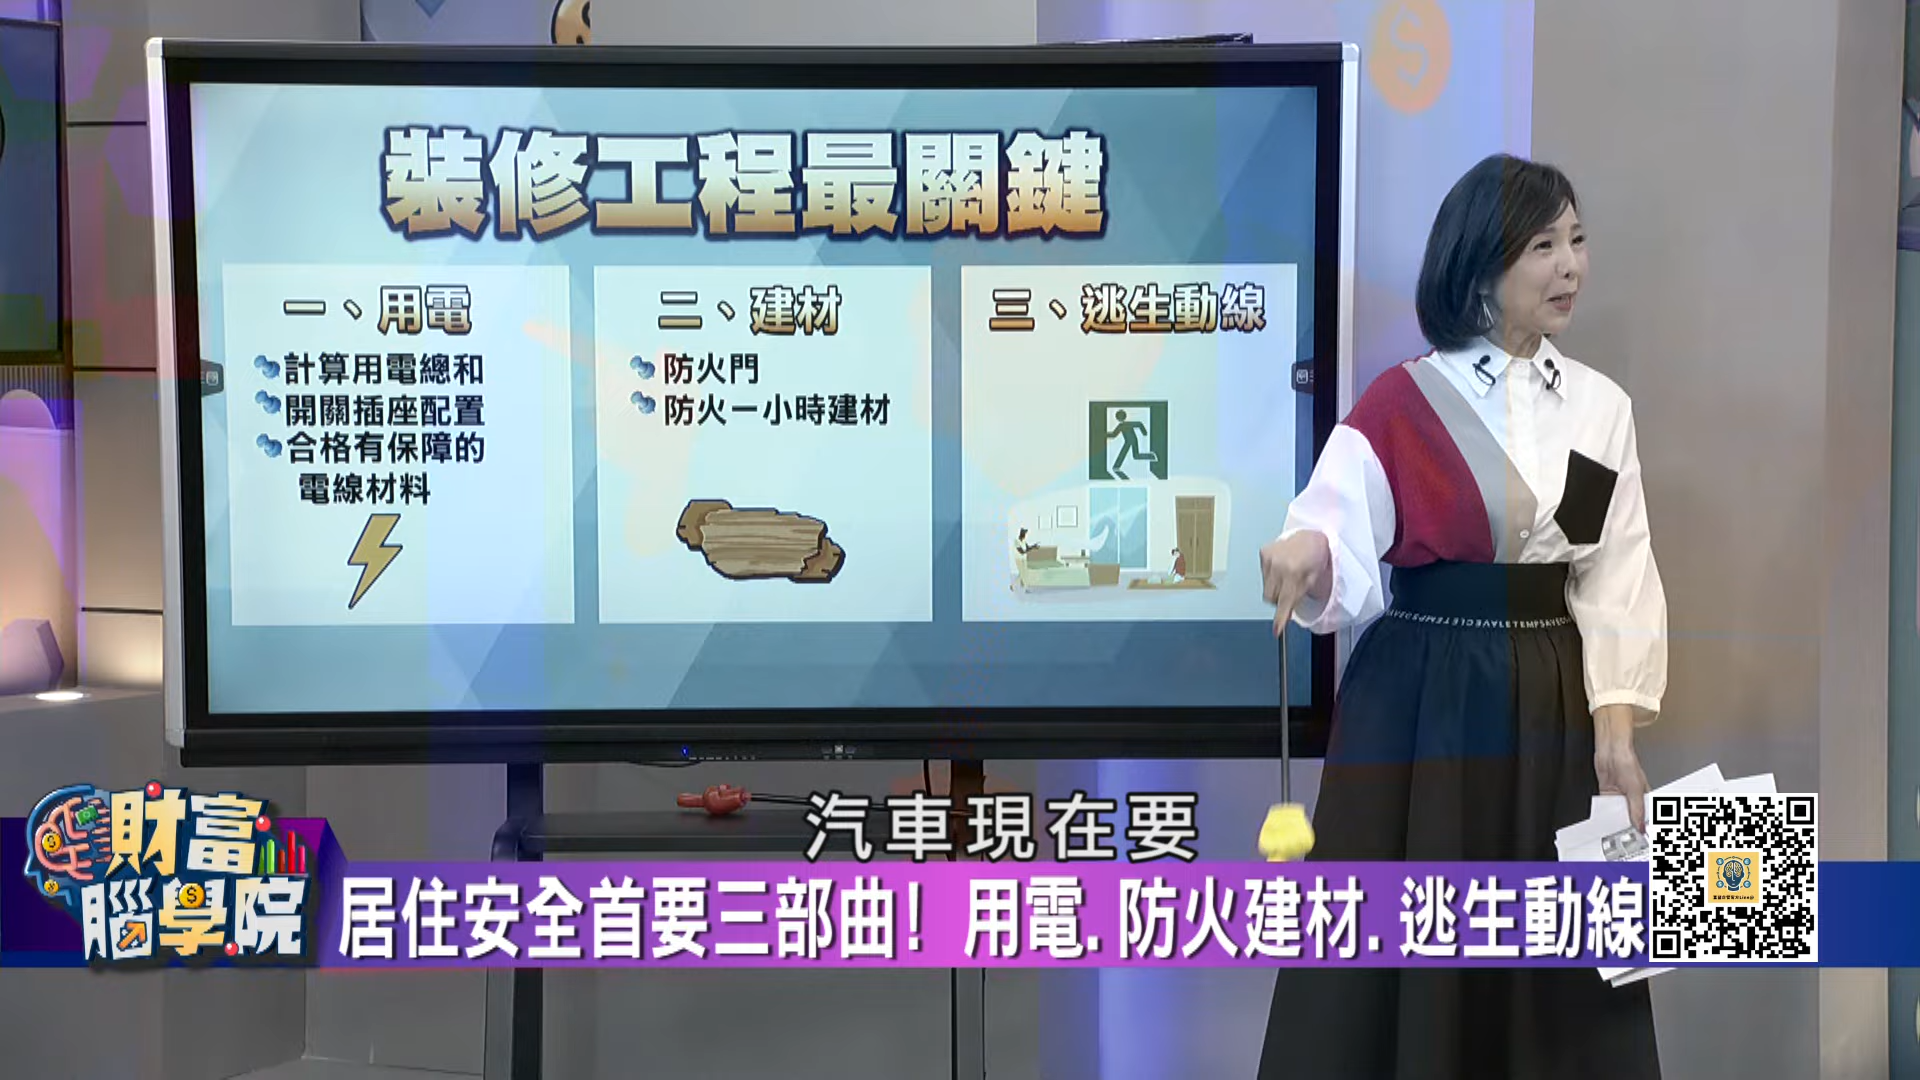 裝修工程最關鍵
一、用電
計算用電總和
開關插座配置
合格有保障的
電線材料
二、建材
防火門
防火一小時建材
三、逃生動線
汽車現在要
財富
腦學院
居住安全首要三部曲! 用電.防火建材.逃生動線